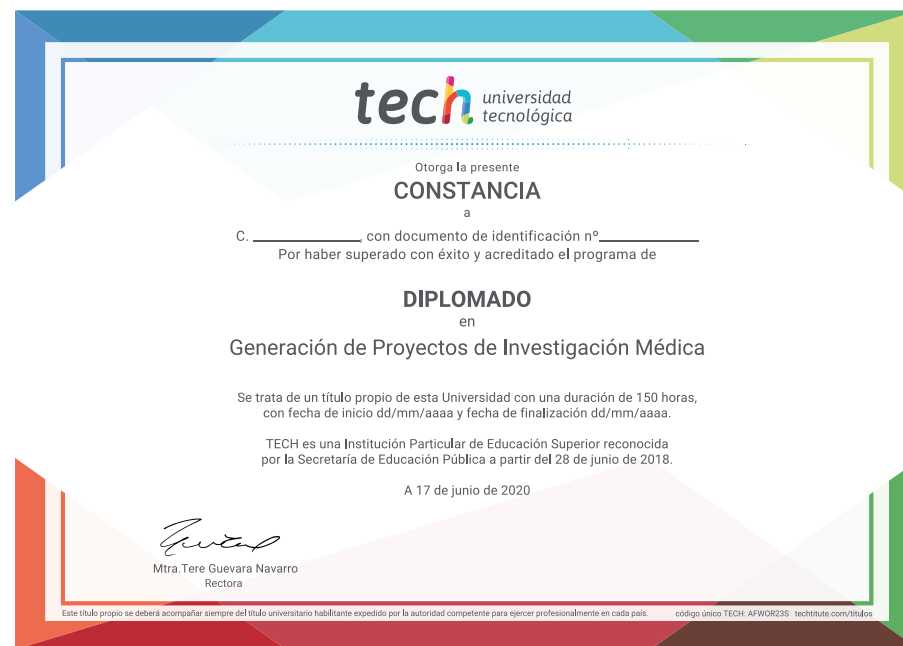 tech universidad
tecnológica
Otorga la presente
CONSTANCIA
a
C. ____________, con documento de identificación nº___________
Por haber superado con éxito y acreditado el programa de
DIPLOMADO
en
Generación de Proyectos de Investigación Médica
Se trata de un título propio de esta Universidad con una duración de 150 horas,
con fecha de inicio dd/mm/aaaa y fecha de finalización dd/mm/aaaa.
TECH es una Institución Particular de Educación Superior reconocida
por la Secretaría de Educación Pública a partir del 28 de junio de 2018.
A 17 de junio de 2020
Mtra.Tere Guevara Navarro
Rectora
Este título propio se deberá acompañar siempre del título universitario habilitante expedido por la autoridad competente para ejercer profesionalmente en cada país. código único TECH: AFWOR23S techtitute.com/títulos